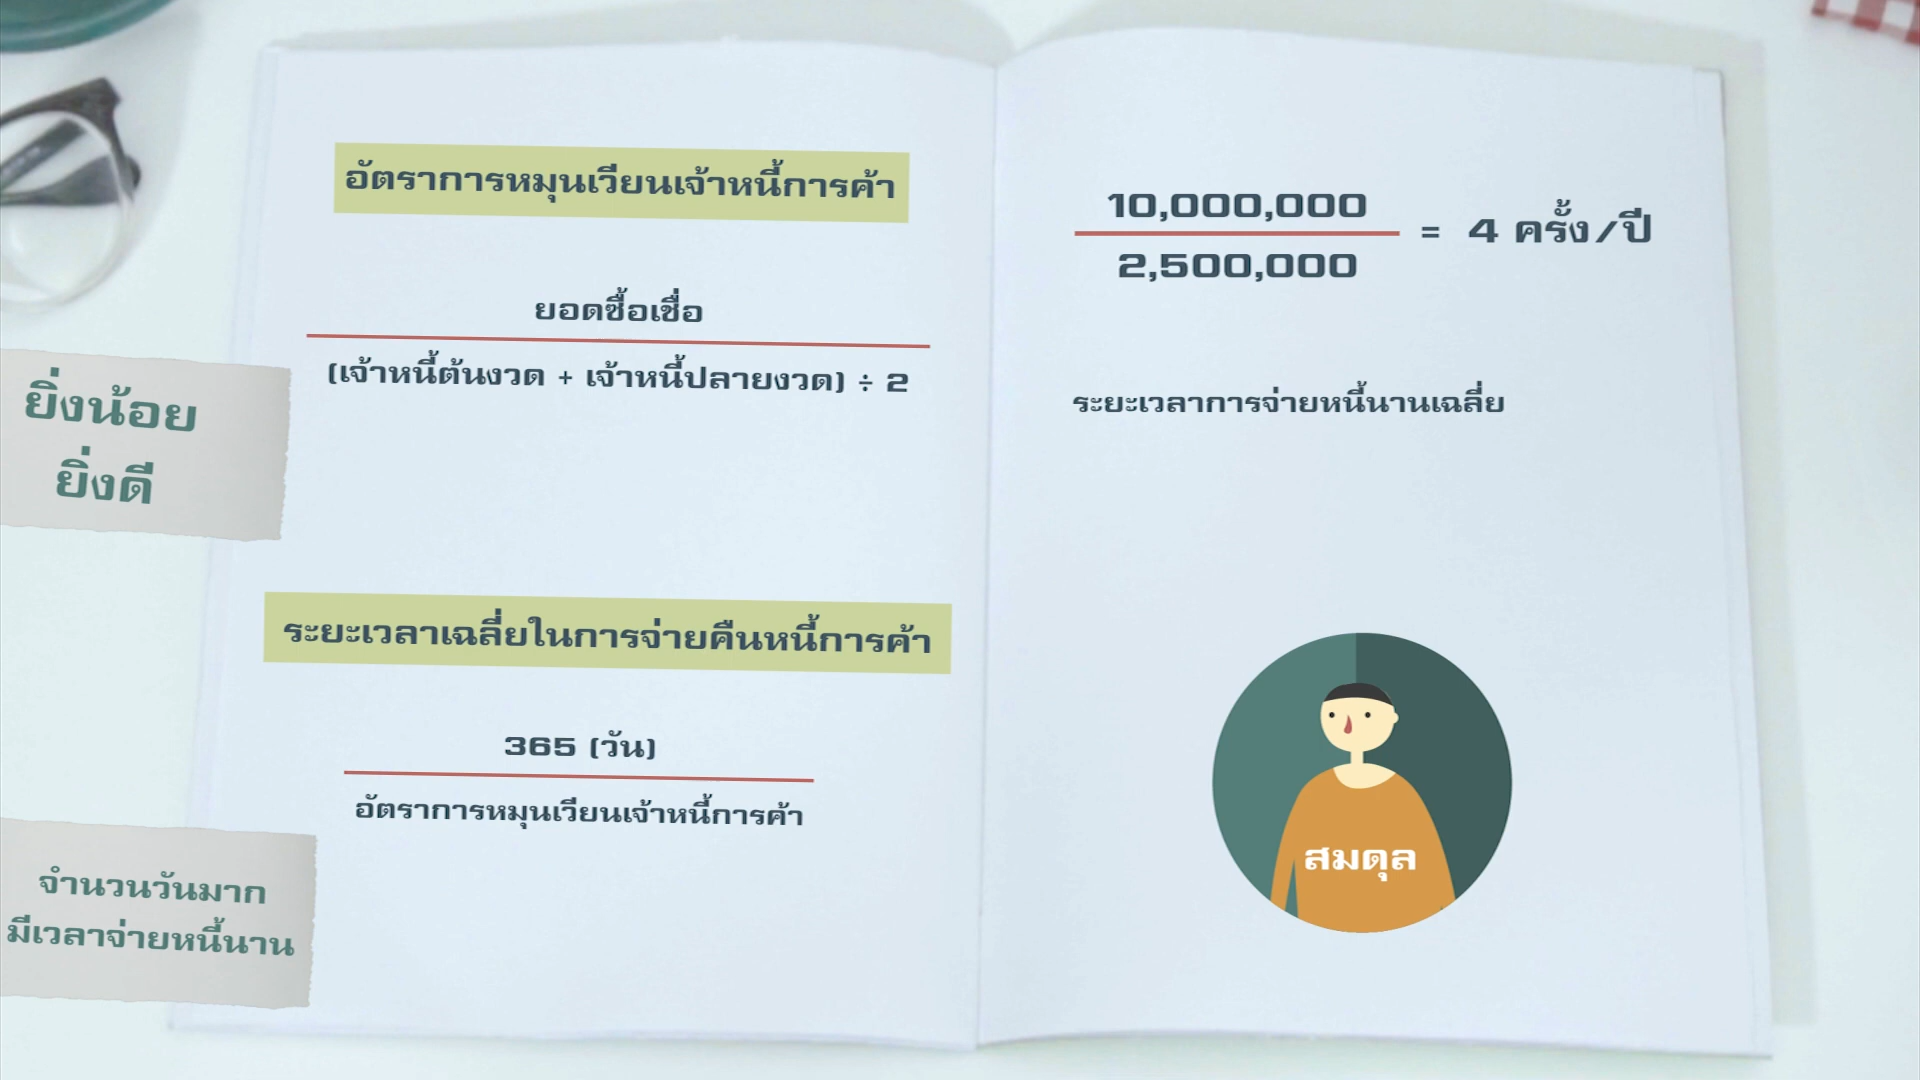 อัตราการหมุนเวียนเจ้าหนี้การค้า
ยอดซื้อเชื่อ
(เจ้าหนี้ต้นงวด + เจ้าหนี้ปลายงวด) ÷ 2
ยิ่งน้อย
ยิ่งดี
ระยะเวลาเฉลี่ยในการจ่ายคืนหนี้การค้า
365 (วัน)
อัตราการหมุนเวียนเจ้าหนี้การค้า
จำนวนวันมาก
มีเวลาจ่ายหนี้นาน
10,000,000
2,500,000
= 4 ครั้ง/ปี
ระยะเวลาการจ่ายหนี้นานเฉลี่ย
สมดุล